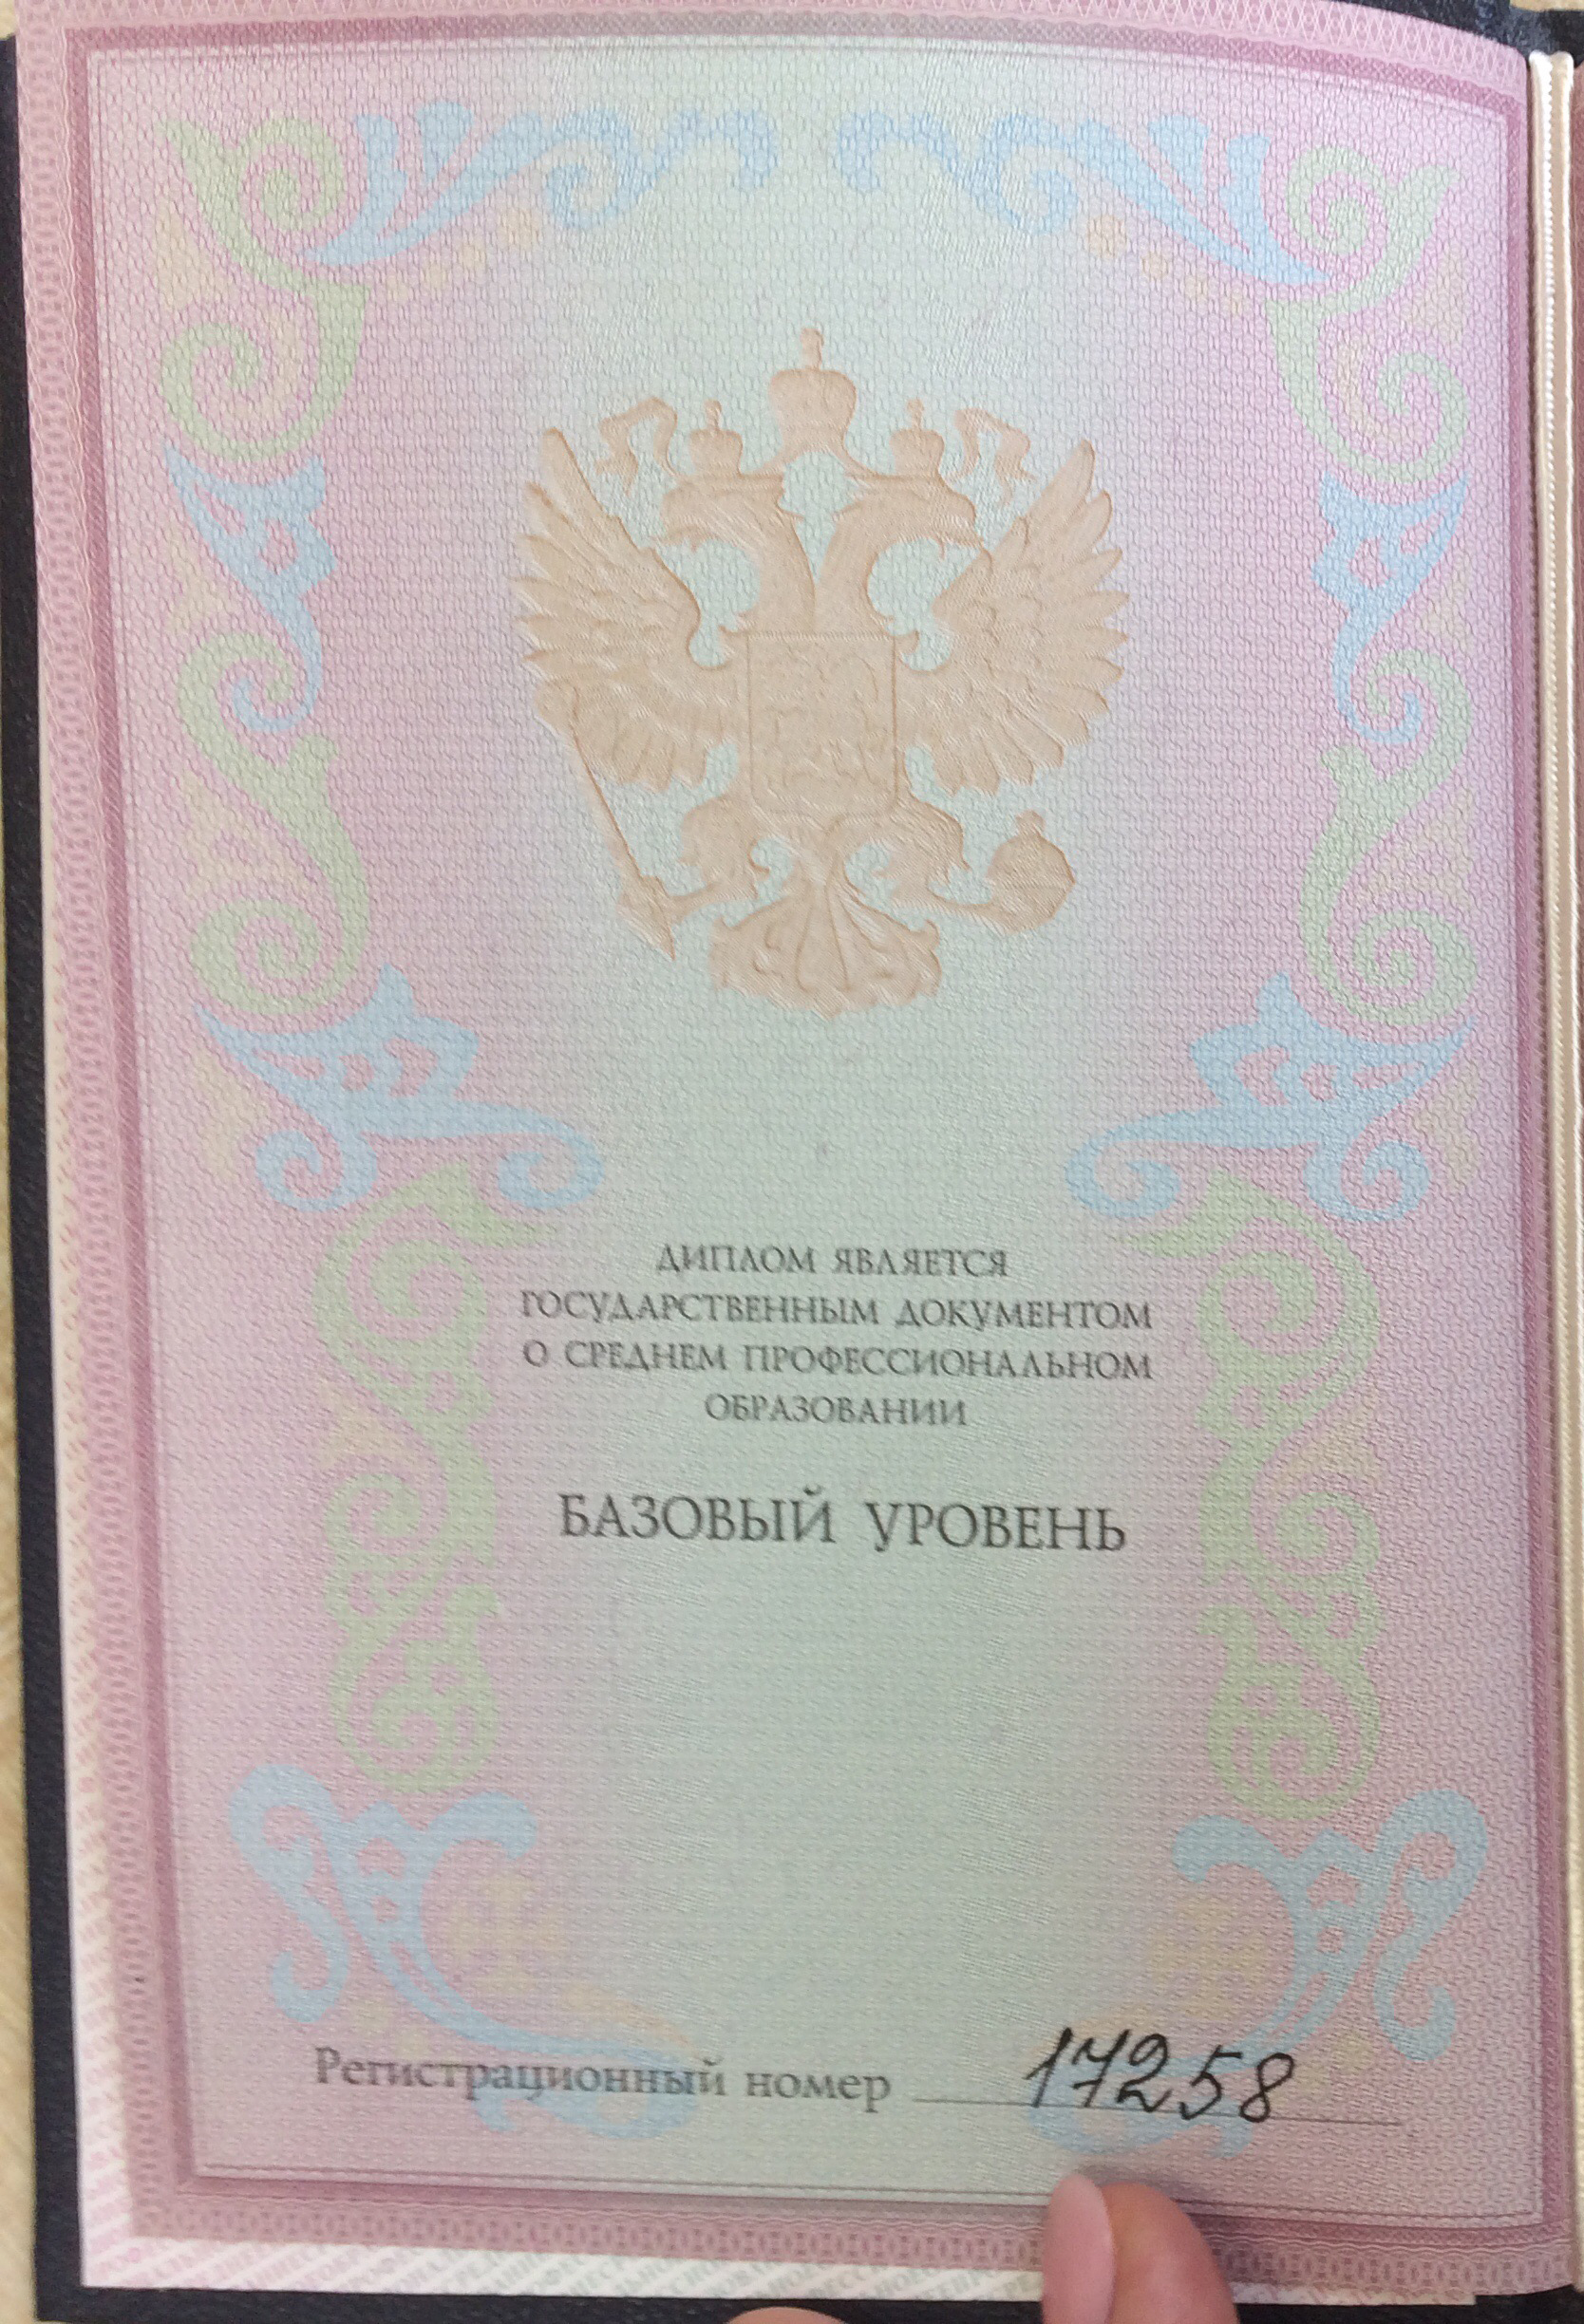 ДИПЛОМ ЯВЛЯЕТСЯ
ГОСУДАРСТВЕННЫМ ДОКУМЕНТОМ
О СРЕДНЕМ ПРОФЕССИОНАЛЬНОМ
ОБРАЗОВАНИИ
БАЗОВЫЙ УРОВЕНЬ
Регистрационный номер 17258